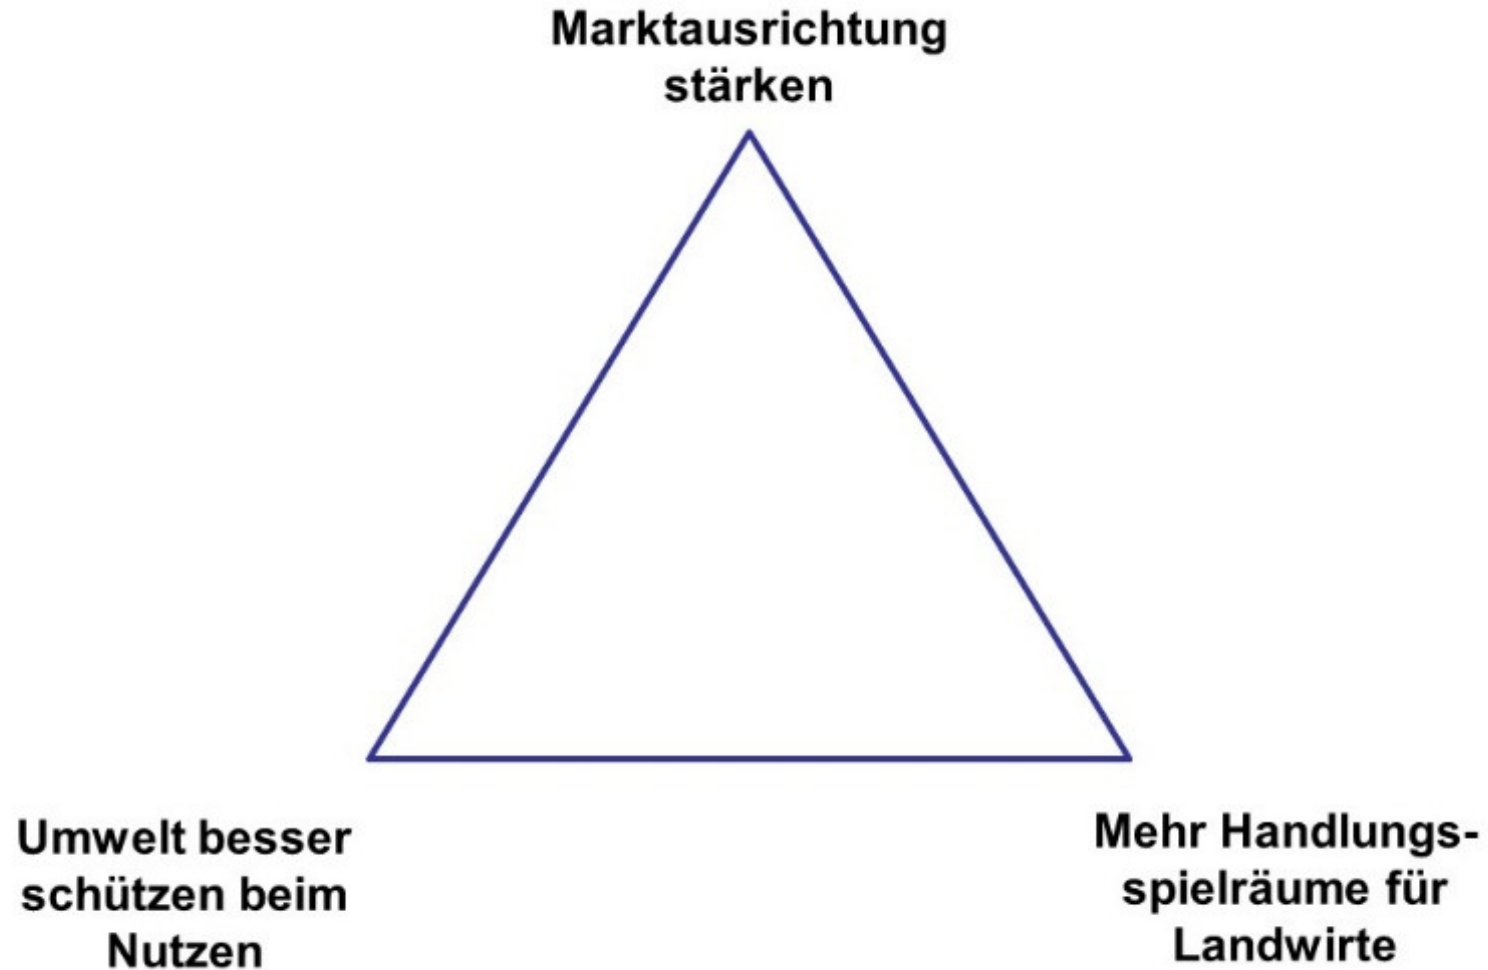 Marktausrichtung
stärken
Umwelt besser
schützen beim
Nutzen
Mehr Handlungs-
spielräume für
Landwirte